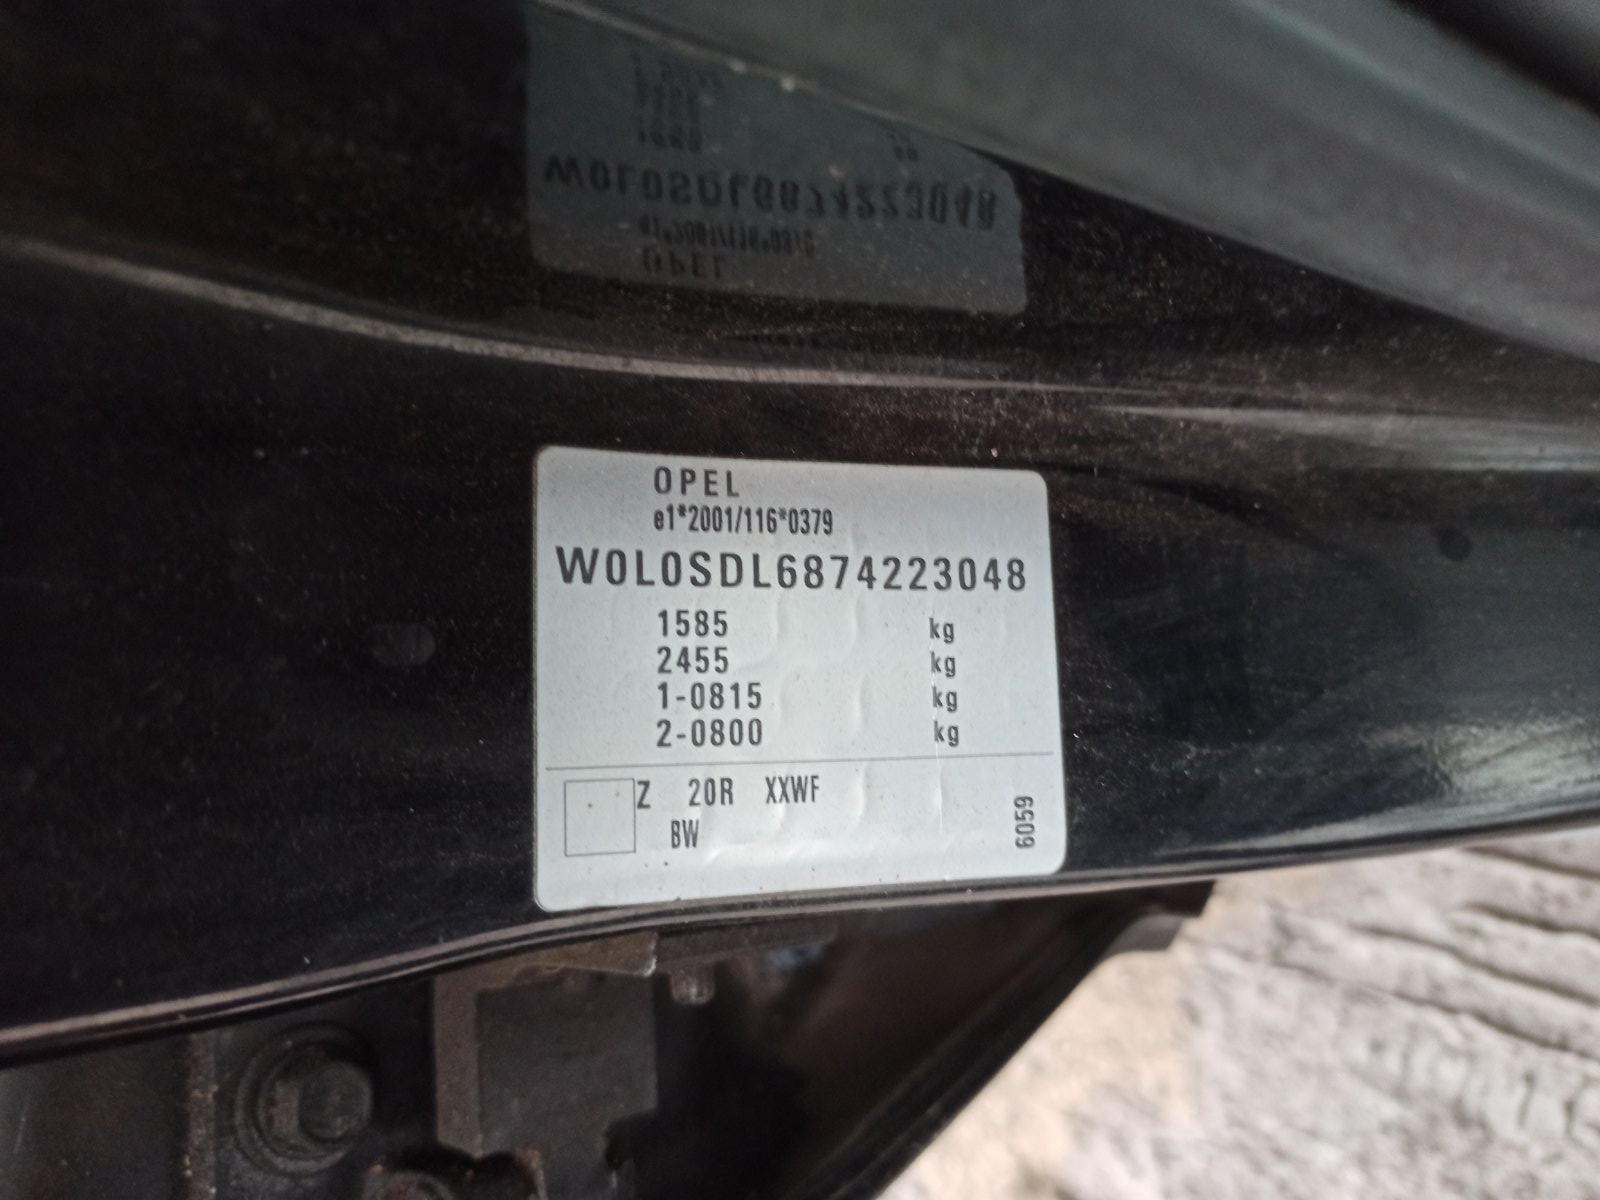 OPEL
e1*2001/116*0379
W0L0SDL6874223048
1585 kg
2455 kg
1-0815 kg
2-0800 kg
Z 20R XXWF
BW
6059